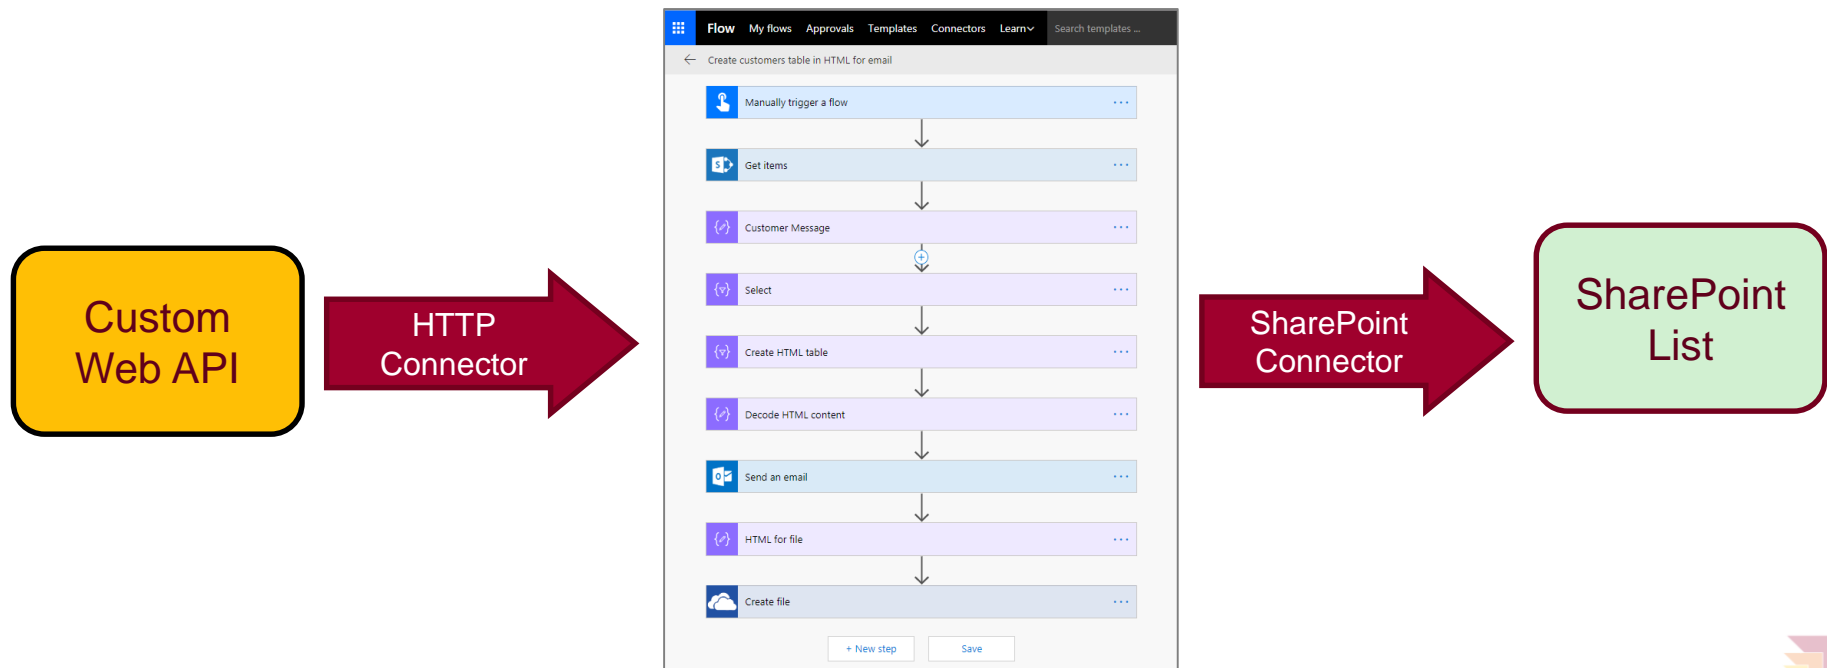 Custom
Web API
HTTP
Connector
Flow My flows Approvals Templates Connectors Learn Search templates ...
Create customers table in HTML for email
Manually trigger a flow
Get items
Customer Message
Select
Create HTML table
Decode HTML content
Send an email
HTML for file
Create file
+ New step Save
SharePoint
Connector
SharePoint
List